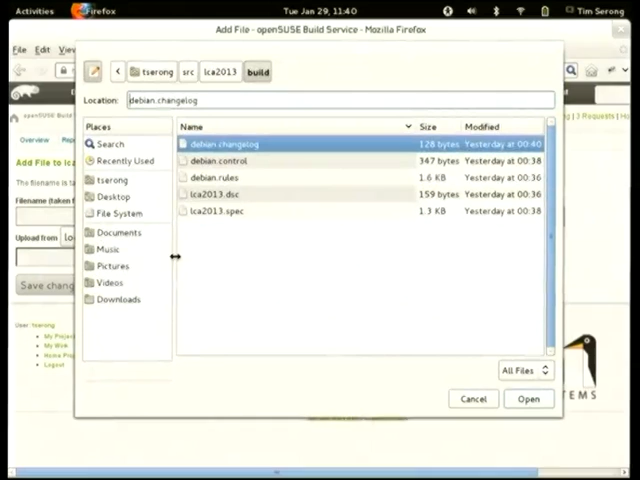 Activities Firefox Tue Jan 29, 11:40 Tim Serong
Add File - openSUSE Build Service - Mozilla Firefox
File Edit View
tserong src lca2013 build
Location: debian.changelog
Places Name Size Modified
Search debian.changelog 128 bytes Yesterday at 00:40
Recently Used debian.control 347 bytes Yesterday at 00:38
tserong debian.rules 1.6 KB Yesterday at 00:36
Desktop lca2013.dsc 159 bytes Yesterday at 00:36
File System lca2013.spec 1.3 KB Yesterday at 00:38
Documents
Music
Pictures
Videos
Downloads
openSUSE Build
| 3 Requests |
Overview
Add File to lca
The filename is ta
Filename (taken f
Upload from
Save chang
User: tserong
My Projec
My Work
Home Proj
Logout
All Files
Cancel Open
TEMS